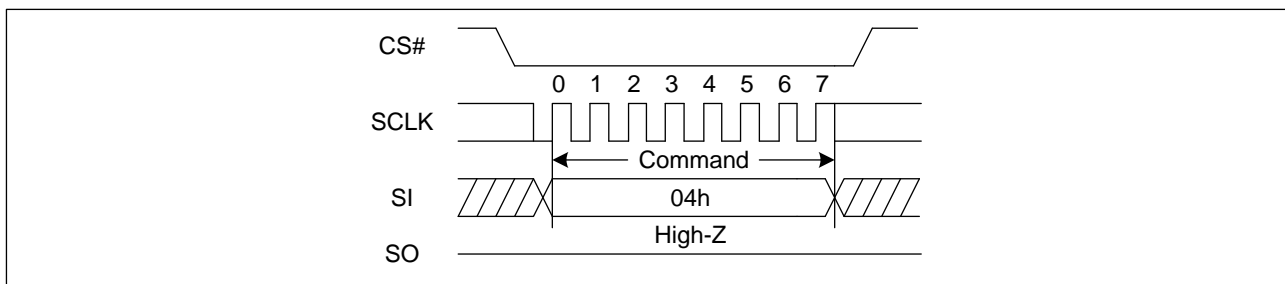 CS#
0 1 2 3 4 5 6 7
SCLK
Command
SI
04h
High-Z
SO